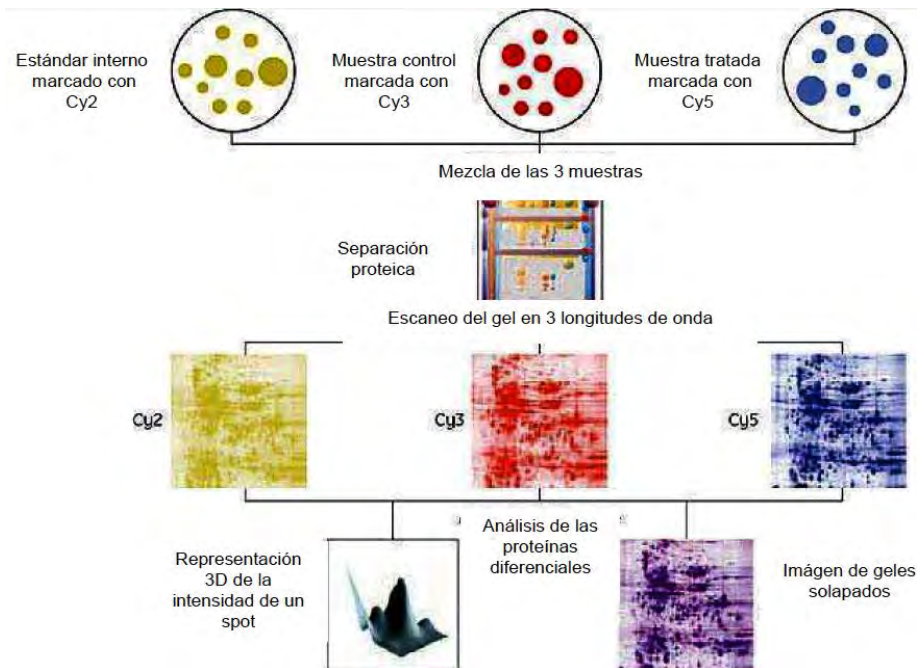 Estándar interno
marcado con
Cy2
Muestra control
marcada con
Cy3
Muestra tratada
marcada con
Cy5
Mezcla de las 3 muestras
Separación
proteica
Escaneo del gel en 3 longitudes de onda
Cy2
Cy3
Cy5
Representación
3D de la
intensidad de un
spot
Análisis de las
proteínas
diferenciales
Imágen de geles
solapados